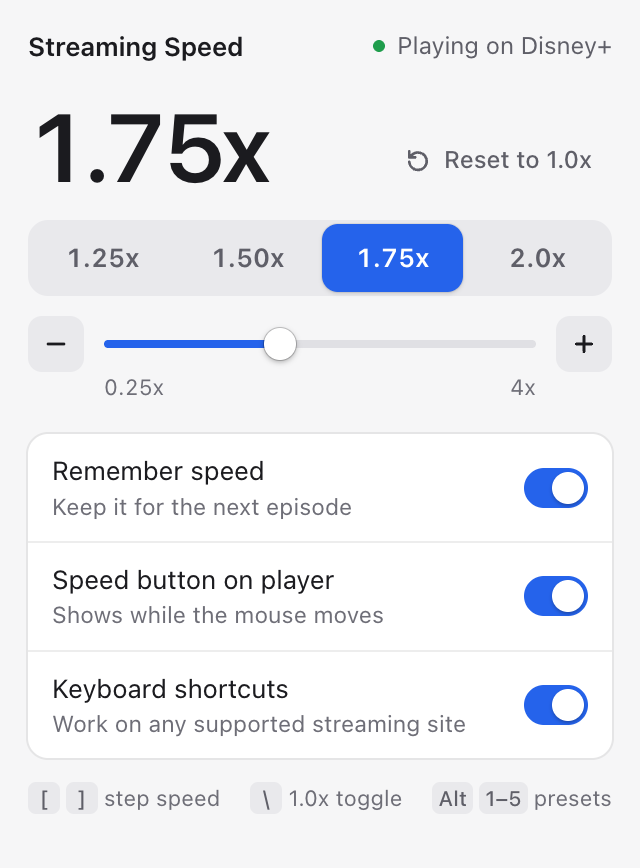 Streaming Speed
Playing on Disney+
1.75x
Reset to 1.0x
1.25x 1.50x 1.75x 2.0x
− +
0.25x 4x
Remember speed
Keep it for the next episode
Speed button on player
Shows while the mouse moves
Keyboard shortcuts
Work on any supported streaming site
[ ] step speed \ 1.0x toggle Alt 1–5 presets